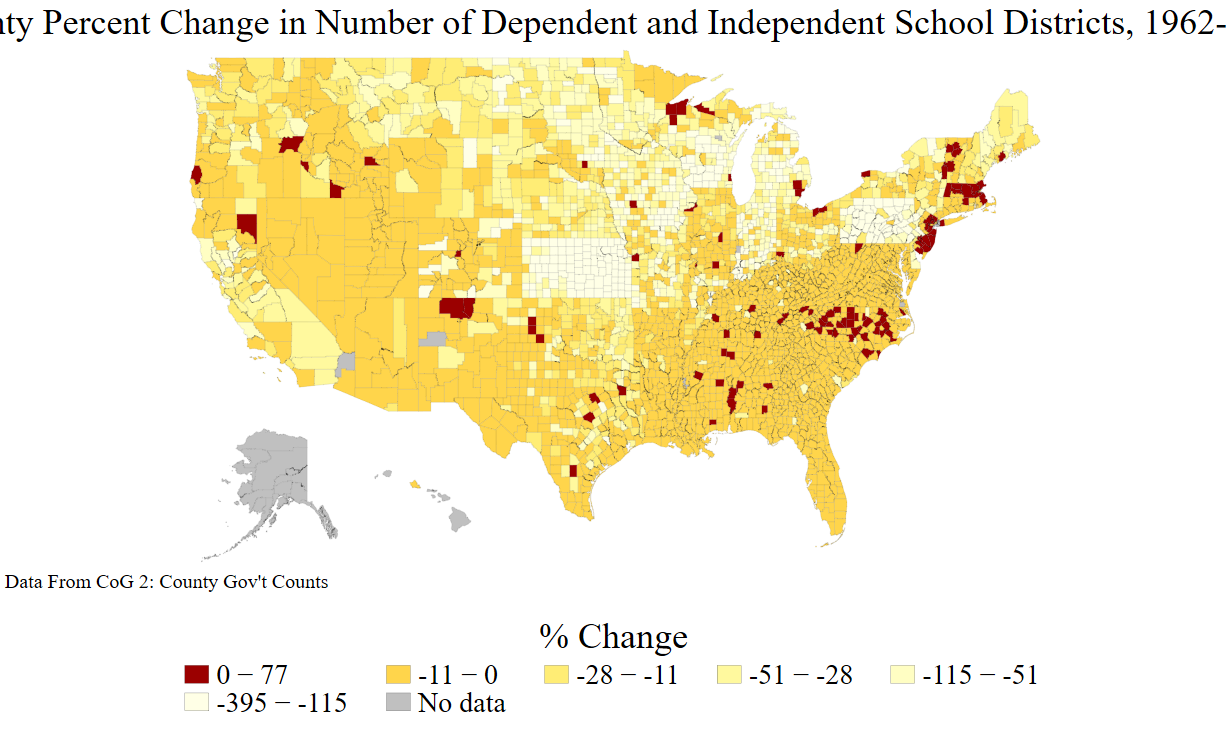 nty Percent Change in Number of Dependent and Independent School Districts, 1962-
Data From CoG 2: County Gov't Counts
% Change
0 − 77
-11 − 0
-28 − -11
-51 − -28
-115 − -51
-395 − -115
No data